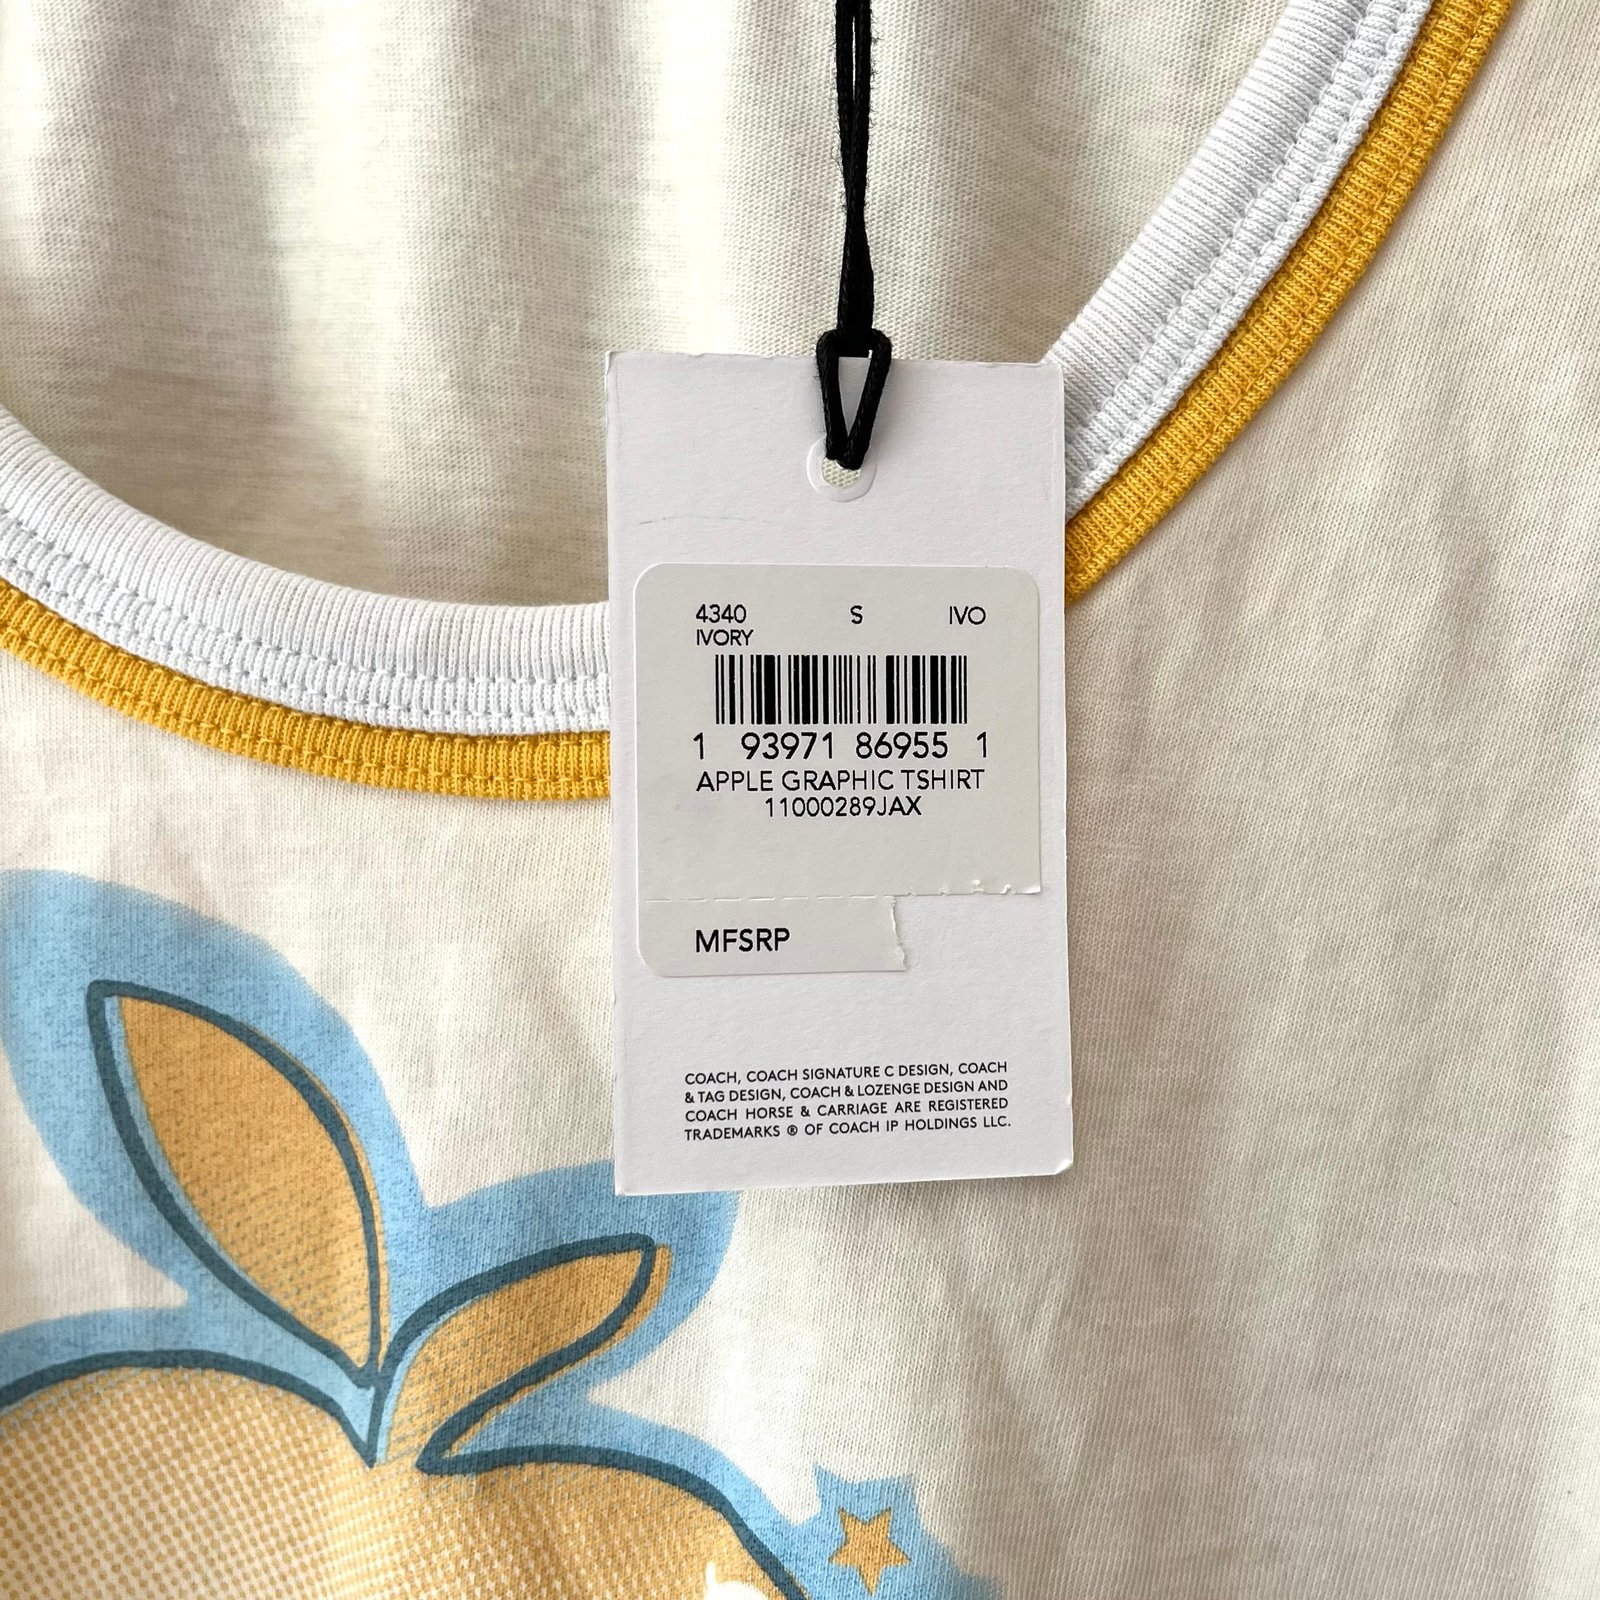 4340 S IVO
IVORY
1 93971 86955 1
APPLE GRAPHIC TSHIRT
11000289JAX
MFSRP
COACH, COACH SIGNATURE C DESIGN, COACH
& TAG DESIGN, COACH & LOZENGE DESIGN AND
COACH HORSE & CARRIAGE ARE REGISTERED
TRADEMARKS ® OF COACH IP HOLDINGS LLC.